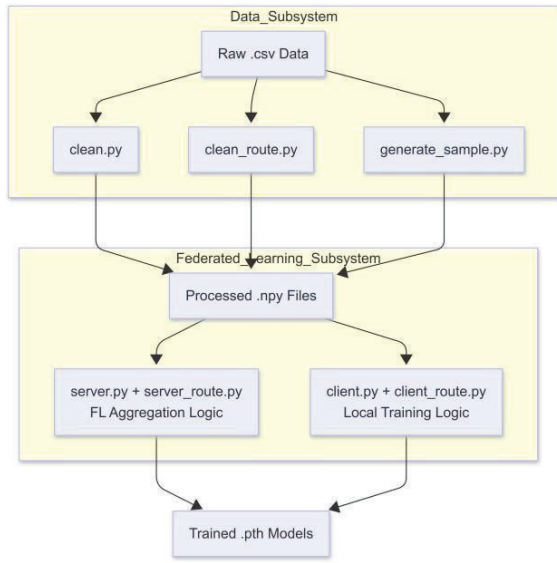 Data_Subsystem
Raw .csv Data
clean.py
clean_route.py
generate_sample.py
Federated_Learning_Subsystem
Processed .npy Files
server.py + server_route.py
FL Aggregation Logic
client.py + client_route.py
Local Training Logic
Trained .pth Models